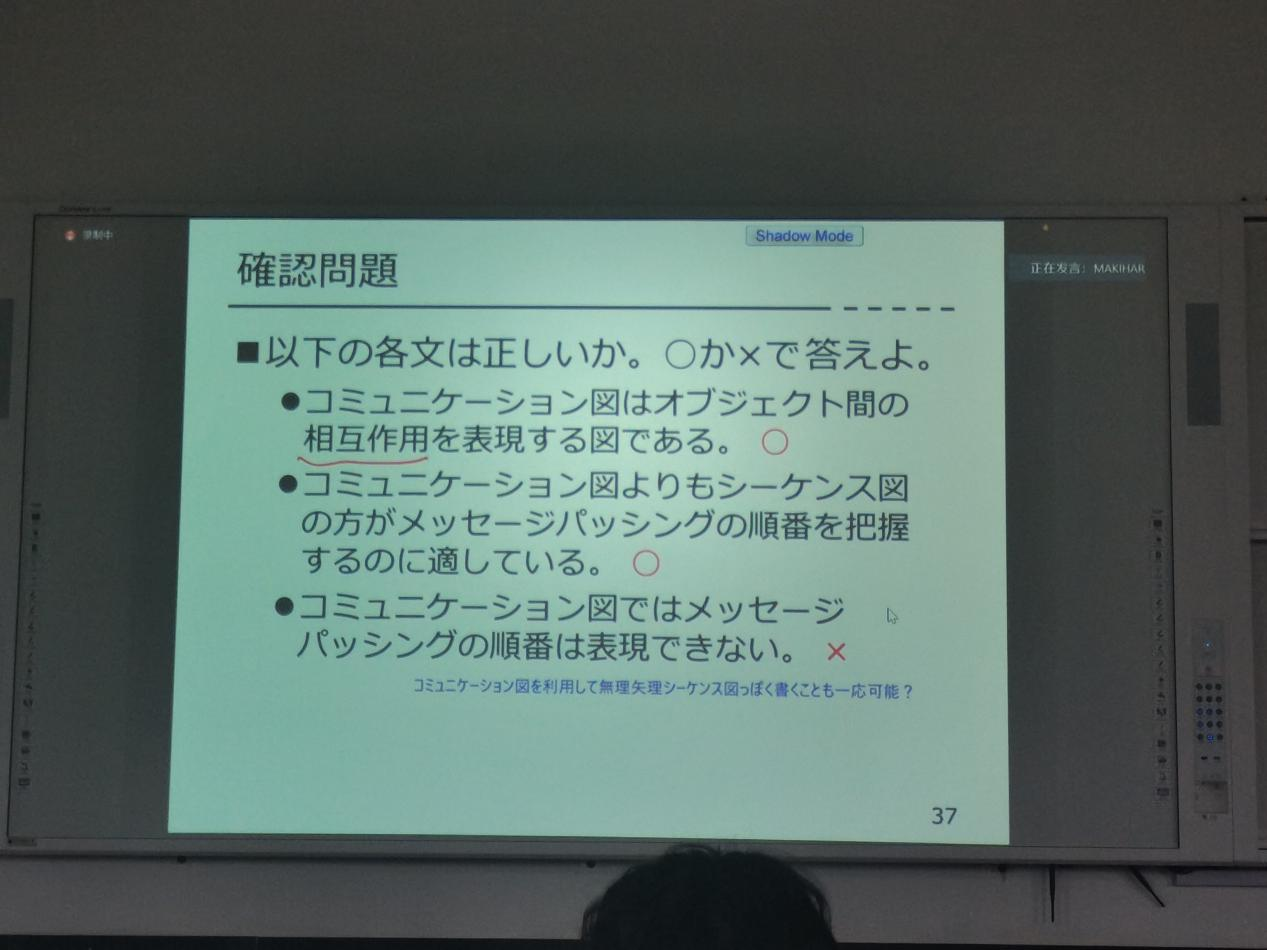 录制中
Shadow Mode
正在发言: MAKIHAR
確認問題
■以下の各文は正しいか。○か×で答えよ。
●コミュニケーション図はオブジェクト間の
相互作用を表現する図である。 ○
●コミュニケーション図よりもシーケンス図
の方がメッセージパッシングの順番を把握
するのに適している。 ○
●コミュニケーション図ではメッセージ
パッシングの順番は表現できない。 ×
コミュニケーション図を利用して無理矢理シーケンス図っぽく書くことも一応可能？
37